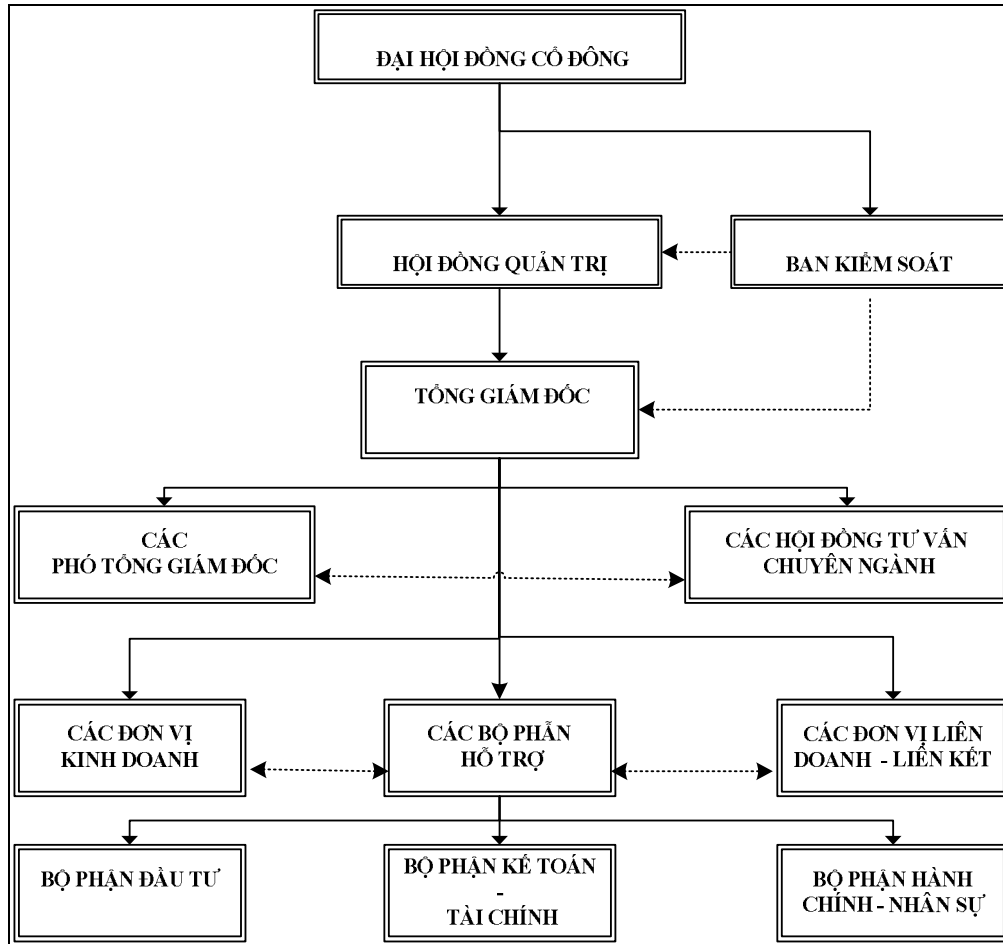 ĐẠI HỘI ĐỒNG CỔ ĐÔNG
HỘI ĐỒNG QUẢN TRỊ
BAN KIỂM SOÁT
TỔNG GIÁM ĐỐC
CÁC
PHÓ TỔNG GIÁM ĐỐC
CÁC HỘI ĐỒNG TƯ VẤN
CHUYÊN NGÀNH
CÁC ĐƠN VỊ
KINH DOANH
CÁC BỘ PHẪN
HỖ TRỢ
CÁC ĐƠN VỊ LIÊN
DOANH - LIÊN KẾT
BỘ PHẬN ĐẦU TƯ
BỘ PHẬN KẾ TOÁN
-
TÀI CHÍNH
BỘ PHẬN HÀNH
CHÍNH - NHÂN SỰ